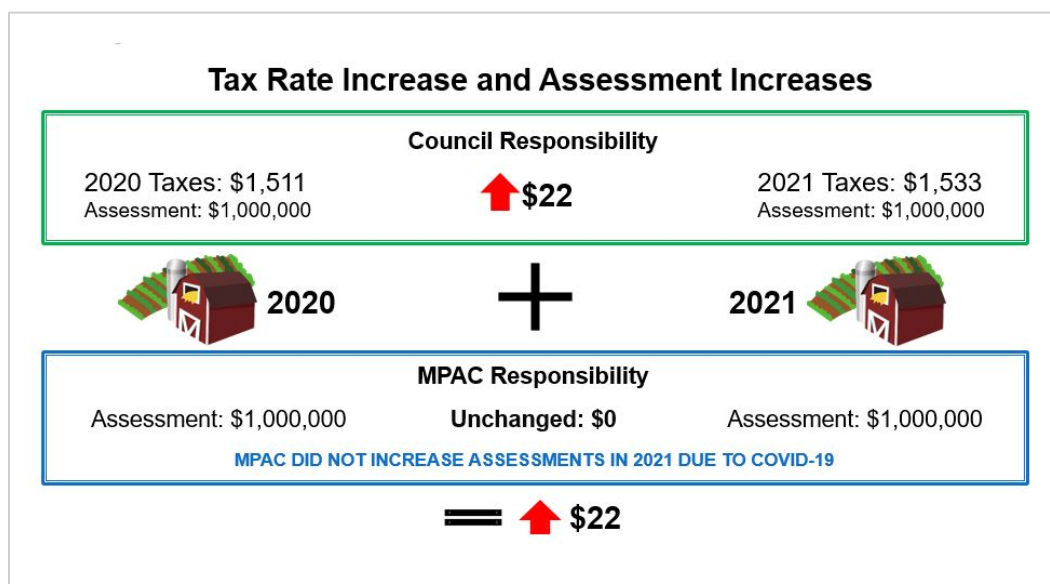 Tax Rate Increase and Assessment Increases
Council Responsibility
2020 Taxes: $1,511
Assessment: $1,000,000
$22
2021 Taxes: $1,533
Assessment: $1,000,000
2020
2021
MPAC Responsibility
Assessment: $1,000,000
Unchanged: $0
Assessment: $1,000,000
MPAC DID NOT INCREASE ASSESSMENTS IN 2021 DUE TO COVID-19
$22